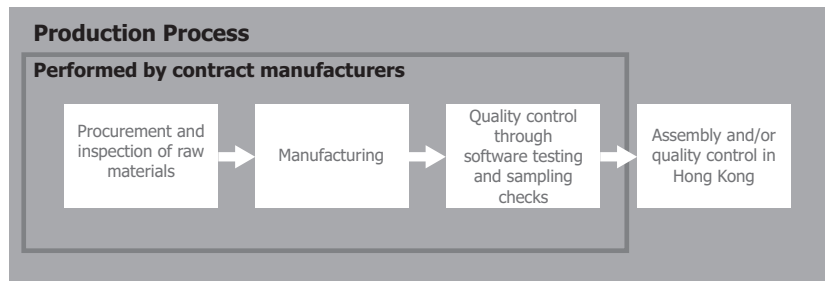 Production Process
Performed by contract manufacturers
Procurement and
inspection of raw
materials
Manufacturing
Quality control
through
software testing
and sampling
checks
Assembly and/or
quality control in
Hong Kong